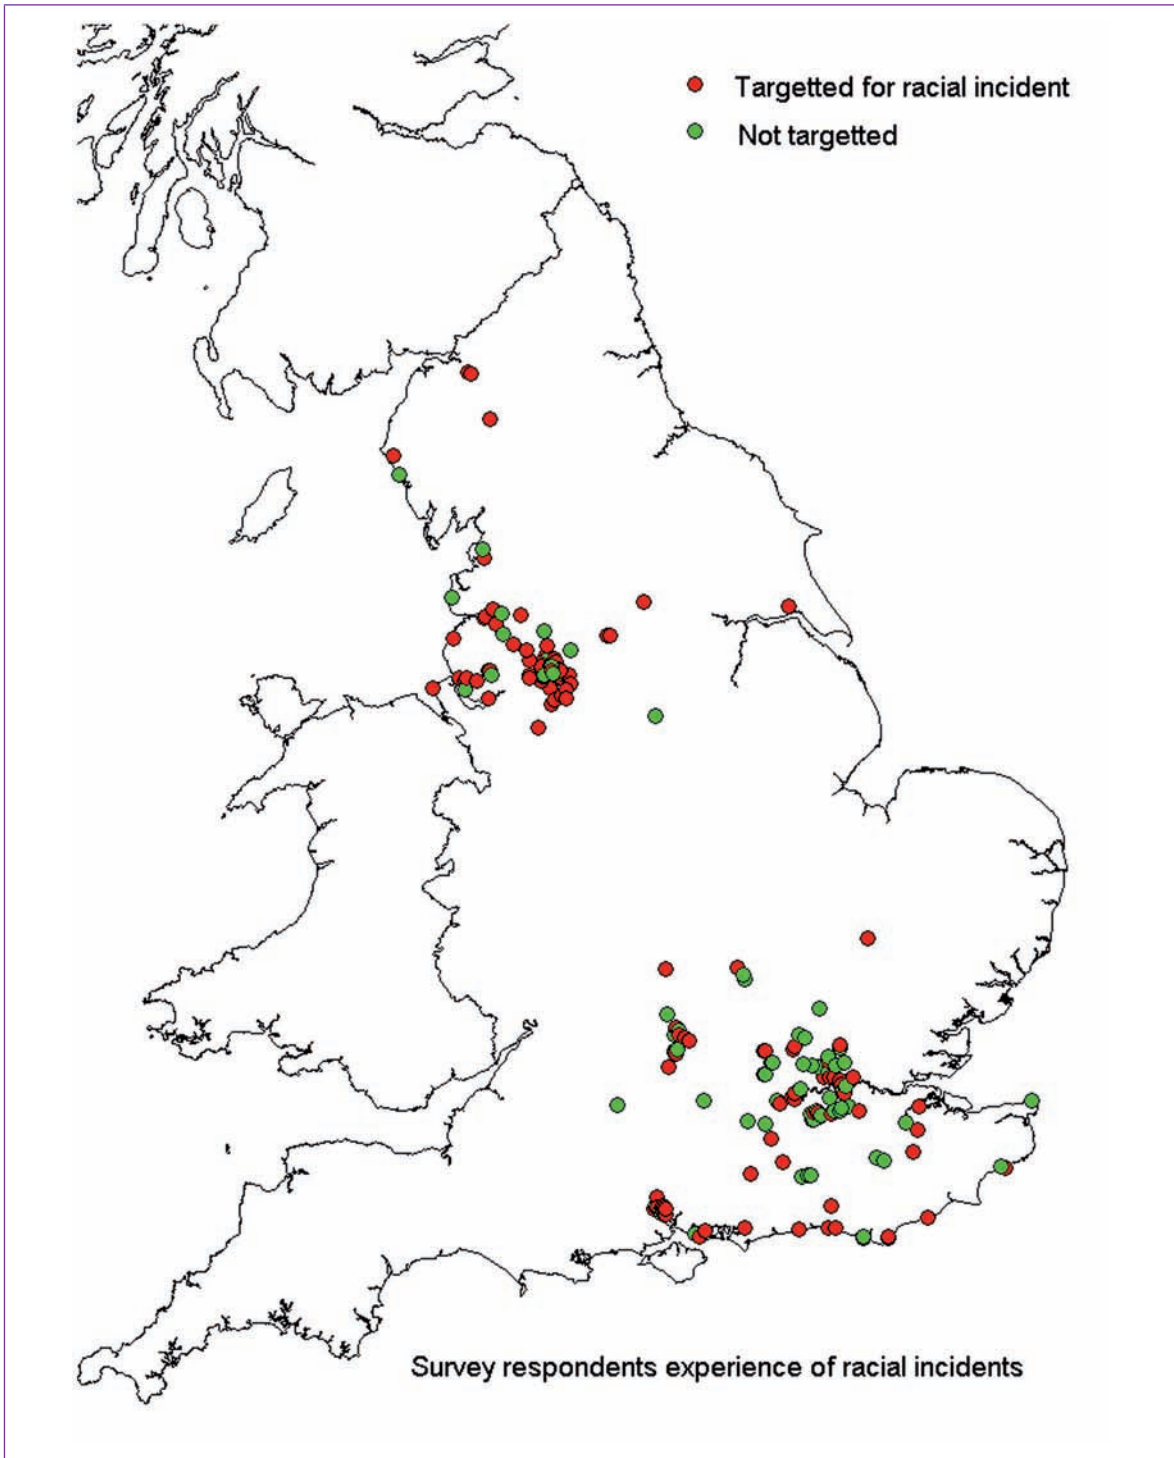 Targetted for racial incident
Not targetted
Survey respondents experience of racial incidents